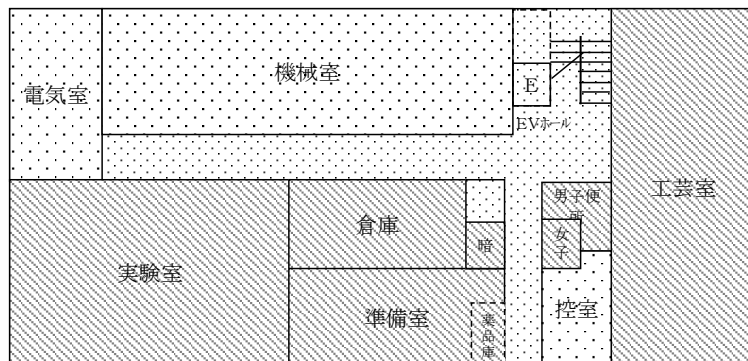 機械室
電気室
E
EVホール
工芸室
男子便
所
倉庫
女
子
暗
実験室
準備室
薬
品
庫
控室